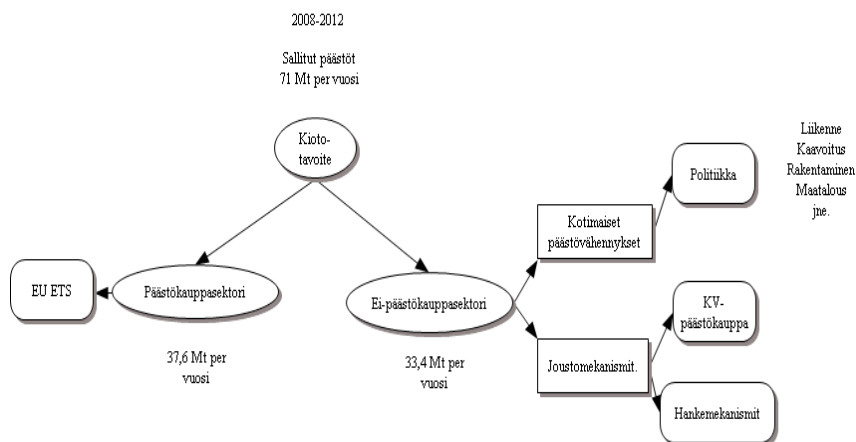 2008-2012
Sallitut päästöt
71 Mt per vuosi
Kioto-
tavoite
Liikenne
Kaavoitus
Rakentaminen
Maatalous
jne.
Politiikka
Kotimaiset
päästövähennykset
EU ETS
Päästökauppasektori
Ei-päästökauppasektori
KV-
päästökauppa
37,6 Mt per
vuosi
33,4 Mt per
vuosi
Joustomekanismit.
Hankemekanismit